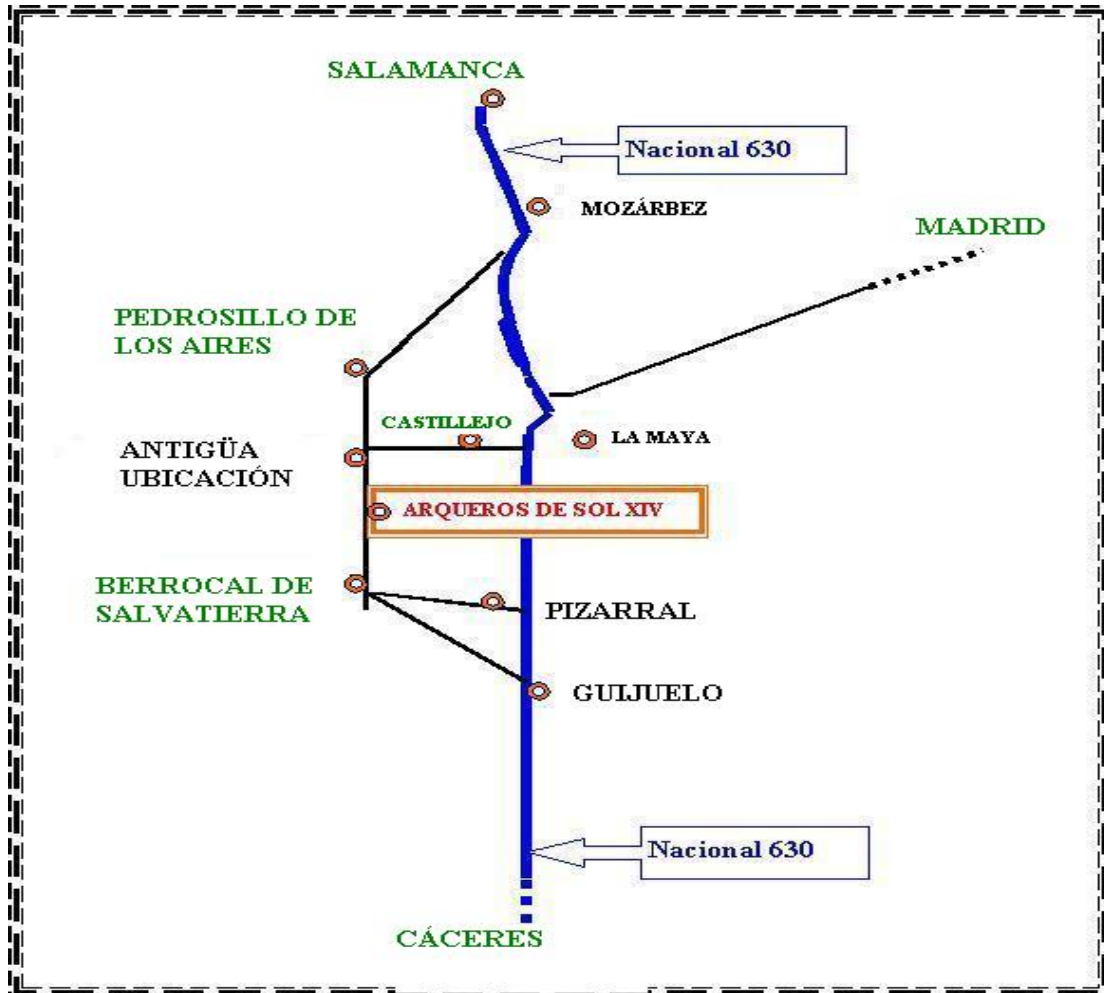 SALAMANCA
Nacional 630
MOZÁRBEZ
MADRID
PEDROSILLO DE
LOS AIRES
CASTILLEJO
LA MAYA
ANTIGÜA
UBICACIÓN
ARQUEROS DE SOL XIV
BERROCAL DE
SALVATIERRA
PIZARRAL
GUIJUELO
Nacional 630
CÁCERES